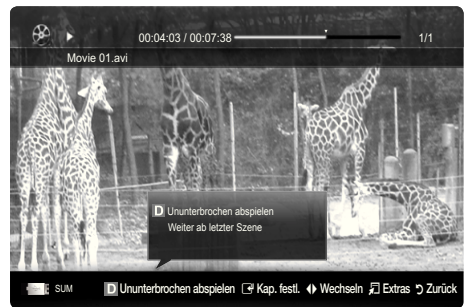 00:04:03 / 00:07:38 1/1
Movie 01.avi
D Ununterbrochen abspielen
Weiter ab letzter Szene
SUM D Ununterbrochen abspielen Kap. festl. Wechseln Extras Zurück